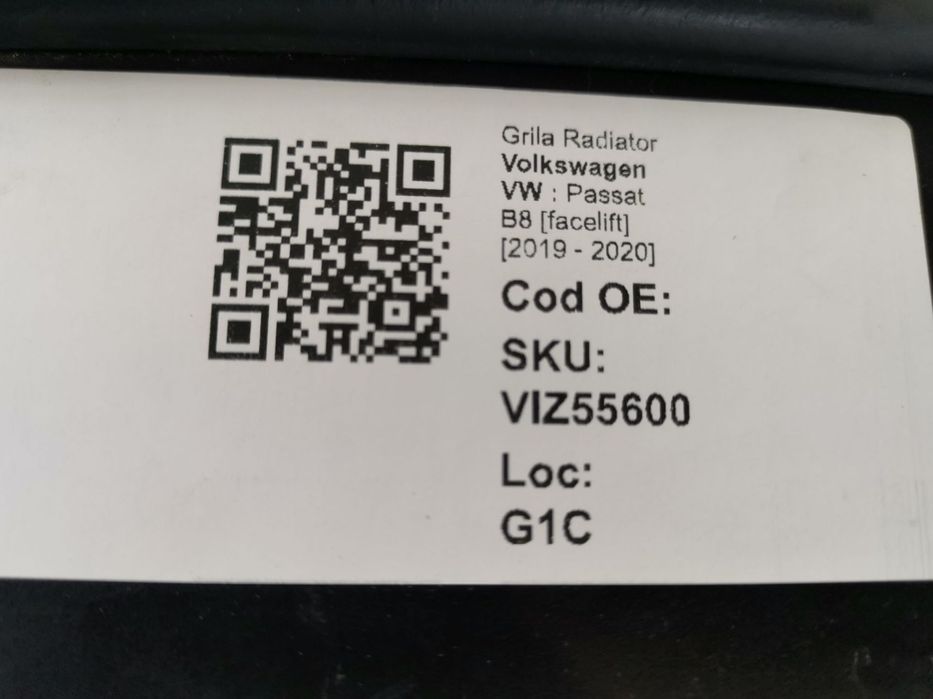 Grila Radiator
Volkswagen
VW : Passat
B8 [facelift]
[2019 - 2020]
Cod OE:
SKU:
VIZ55600
Loc:
G1C